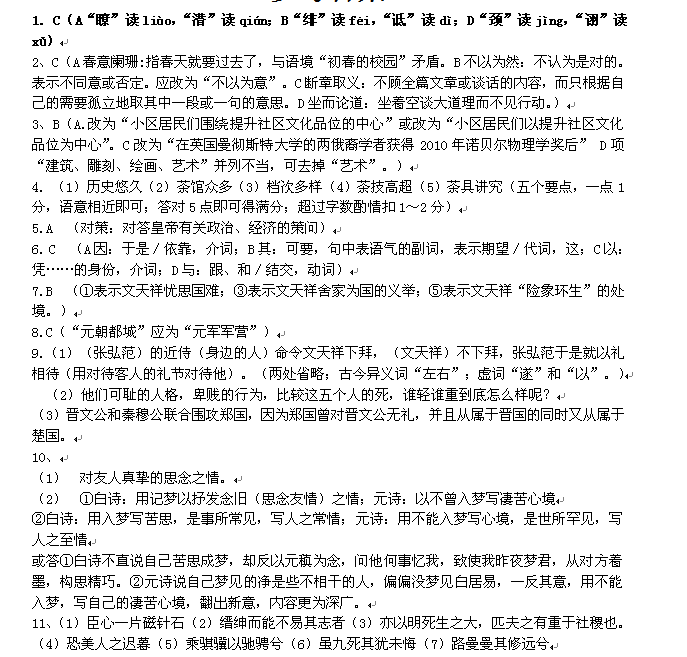 1. C（A“瞭”读 liào，“潜”读 qián；B“绯”读 fēi，“诋”读 dǐ；D“颈”读 jìng，“诩”读
xǔ）
2、C（A 春意阑珊:指春天就要过去了，与语境“初春的校园”矛盾。B 不以为然：不认为是对的。
表示不同意或否定。应改为“不以为意”。C断章取义：不顾全篇文章或谈话的内容，而只根据自
己的需要孤立地取其中一段或一句的意思。D 坐而论道：坐着空谈大道理而不见行动。）
3、B（A.改为“小区居民们围绕提升社区文化品位的中心”或改为“小区居民们以提升社区文化
品位为中心”。C 改为“在英国曼彻斯特大学的两俄裔学者获得 2010 年诺贝尔物理学奖后” D 项
“建筑、雕刻、绘画、艺术”并列不当，可去掉“艺术”。）
4．（1）历史悠久（2）茶馆众多（3）档次多样（4）茶技高超（5）茶具讲究（五个要点，一点 1
分，语意相近即可；答对 5 点即可得满分；超过字数酌情扣 1～2 分）
5.A （对策：对答皇帝有关政治、经济的策问）
6．C （A 因：于是／依靠，介词；B 其：可要，句中表语气的副词，表示期望／代词，这；C 以：
凭……的身份，介词；D 与：跟、和／结交，动词）
7.B （①表示文天祥忧思国难；③表示文天祥舍家为国的义举；⑤表示文天祥“险象环生”的处
境。）
8.C（“元朝都城”应为“元军军营”）
9.（1）（张弘范）的近侍（身边的人）命令文天祥下拜，（文天祥）不下拜，张弘范于是就以礼
相待（用对待客人的礼节对待他）。（两处省略；古今异义词“左右”；虚词“遂”和“以”。）
（2）他们可耻的人格，卑贱的行为，比较这五个人的死，谁轻谁重到底怎么样呢？
（3）晋文公和秦穆公联合围攻郑国，因为郑国曾对晋文公无礼，并且从属于晋国的同时又从属于
楚国。
10、
（1） 对友人真挚的思念之情。
（2） ①白诗：用记梦以抒发念旧（思念友情）之情；元诗：以不曾入梦写凄苦心境
②白诗：用入梦写苦思，是事所常见，写人之常情；元诗：用不能入梦写心境，是世所罕见，写
人之至情
或答①白诗不直说自己苦思成梦，却反以元稹为念，问他何事忆我，致使我昨夜梦君，从对方着
墨，构思精巧。②元诗说自己梦见的净是些不相干的人，偏偏没梦见白居易，一反其意，用不能
入梦，写自己的凄苦心境，翻出新意，内容更为深广。
11、（1）臣心一片磁针石（2）缙绅而能不易其志者（3）亦以明死生之大，匹夫之有重于社稷也。
（4）恐美人之迟暮（5）乘骐骥以驰骋兮（6）虽九死其犹未悔（7）路曼曼其修远兮